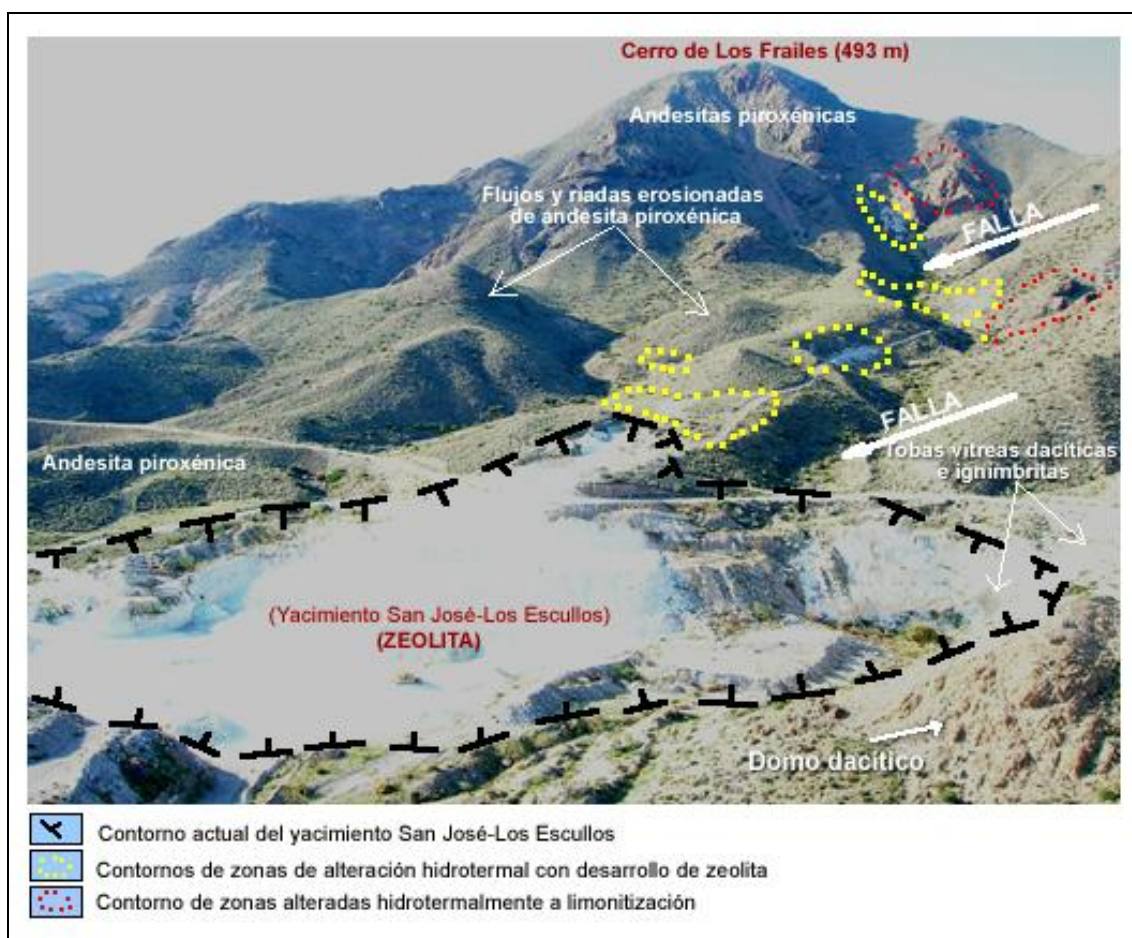 Cerro de Los Frailes (493 m)
Andesitas piroxénicas
Flujos y riadas erosionadas
de andesita piroxénica
FALLA
FALLA
Tobas vítreas dacíticas
e ignimbritas
Andesita piroxénica
(Yacimiento San José-Los Escullos)
(ZEOLITA)
Domo dacítico
Contorno actual del yacimiento San José-Los Escullos
Contornos de zonas de alteración hidrotermal con desarrollo de zeolita
Contorno de zonas alteradas hidrotermalmente a limonitización